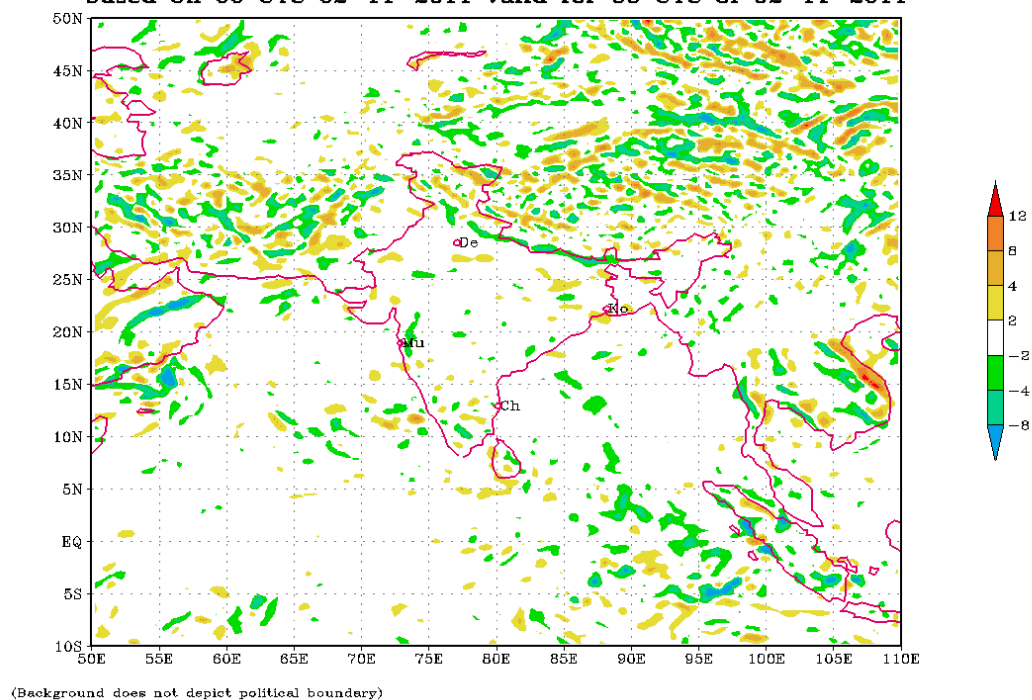 50N
45N
40N
35N
30N
25N
20N
15N
10N
5N
EQ
5S
10S
50E 55E 60E 65E 70E 75E 80E 85E 90E 95E 100E 105E 110E
De
Ko
Mu
Ch
12
8
4
2
-2
-4
-8
(Background does not depict political boundary)